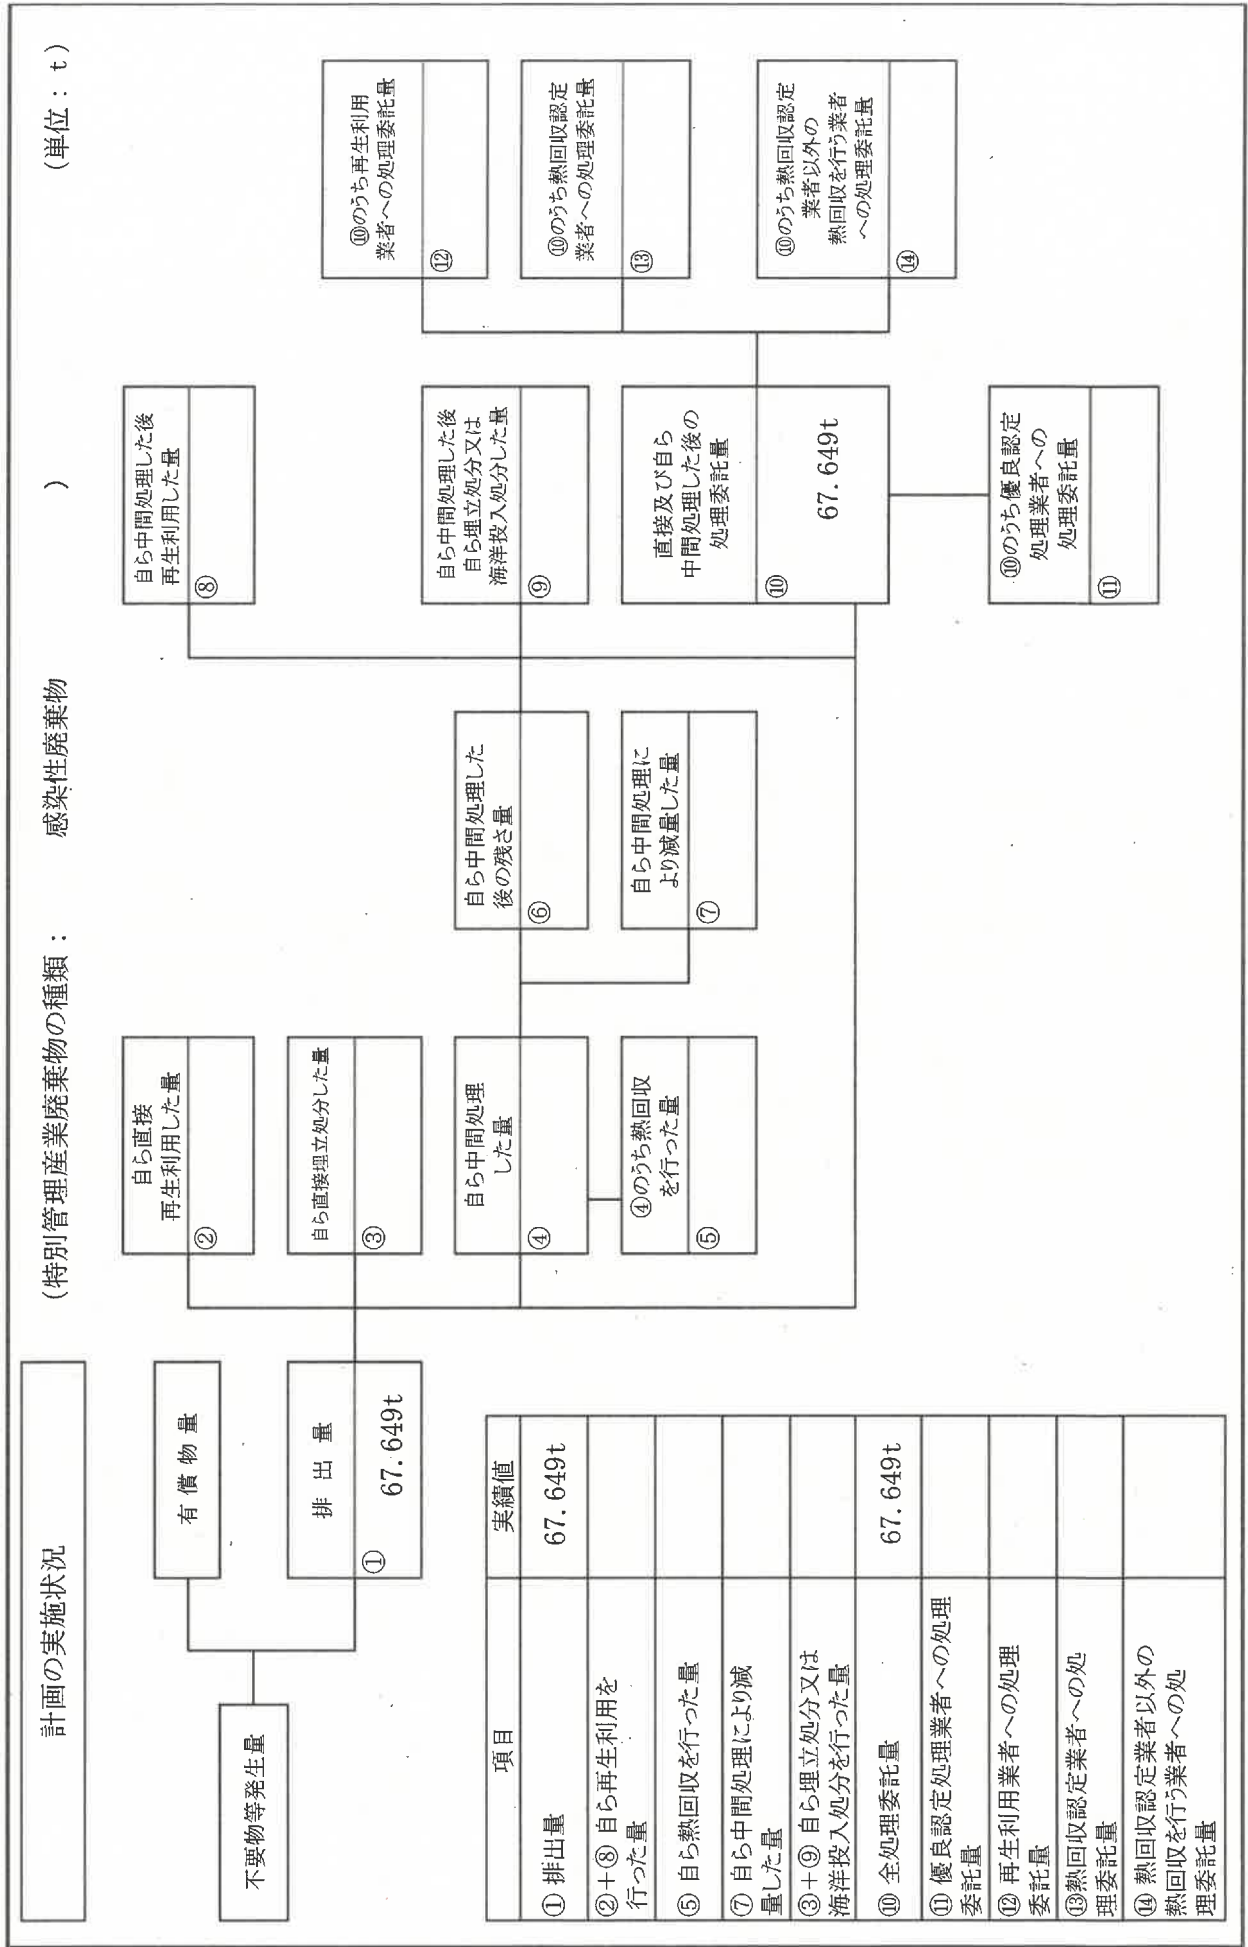 計画の実施状況
(特別管理産業廃棄物の種類： 感染性廃棄物 )
(単位：t)
不要物等発生量
有償物量
排出量
①
67.649t
自ら直接
再生利用した量
②
自ら直接埋立処分した量
③
自ら中間処理
した量
④
④のうち熱回収
を行った量
⑤
自ら中間処理した
後の残さ量
⑥
自ら中間処理に
より減量した量
⑦
自ら中間処理した後
再生利用した量
⑧
自ら中間処理した後
自ら埋立処分又は
海洋投入処分した量
⑨
直接及び自ら
中間処理した後の
処理委託量
⑩
67.649t
⑩のうち優良認定
処理業者への
処理委託量
⑪
⑩のうち再生利用
業者への処理委託量
⑫
⑩のうち熱回収認定
業者への処理委託量
⑬
⑩のうち熱回収認定
業者以外の
熱回収を行う業者
への処理委託量
⑭
項目 実績値
① 排出量 67.649t
②＋⑧ 自ら再生利用を
行った量
⑤ 自ら熱回収を行った量
⑦ 自ら中間処理により減
量した量
③＋⑨ 自ら埋立処分又は
海洋投入処分を行った量
⑩ 全処理委託量 67.649t
⑪ 優良認定処理業者への処理
委託量
⑫ 再生利用業者への処理
委託量
⑬熱回収認定業者への処
理委託量
⑭ 熱回収認定業者以外の
熱回収を行う業者への処
理委託量